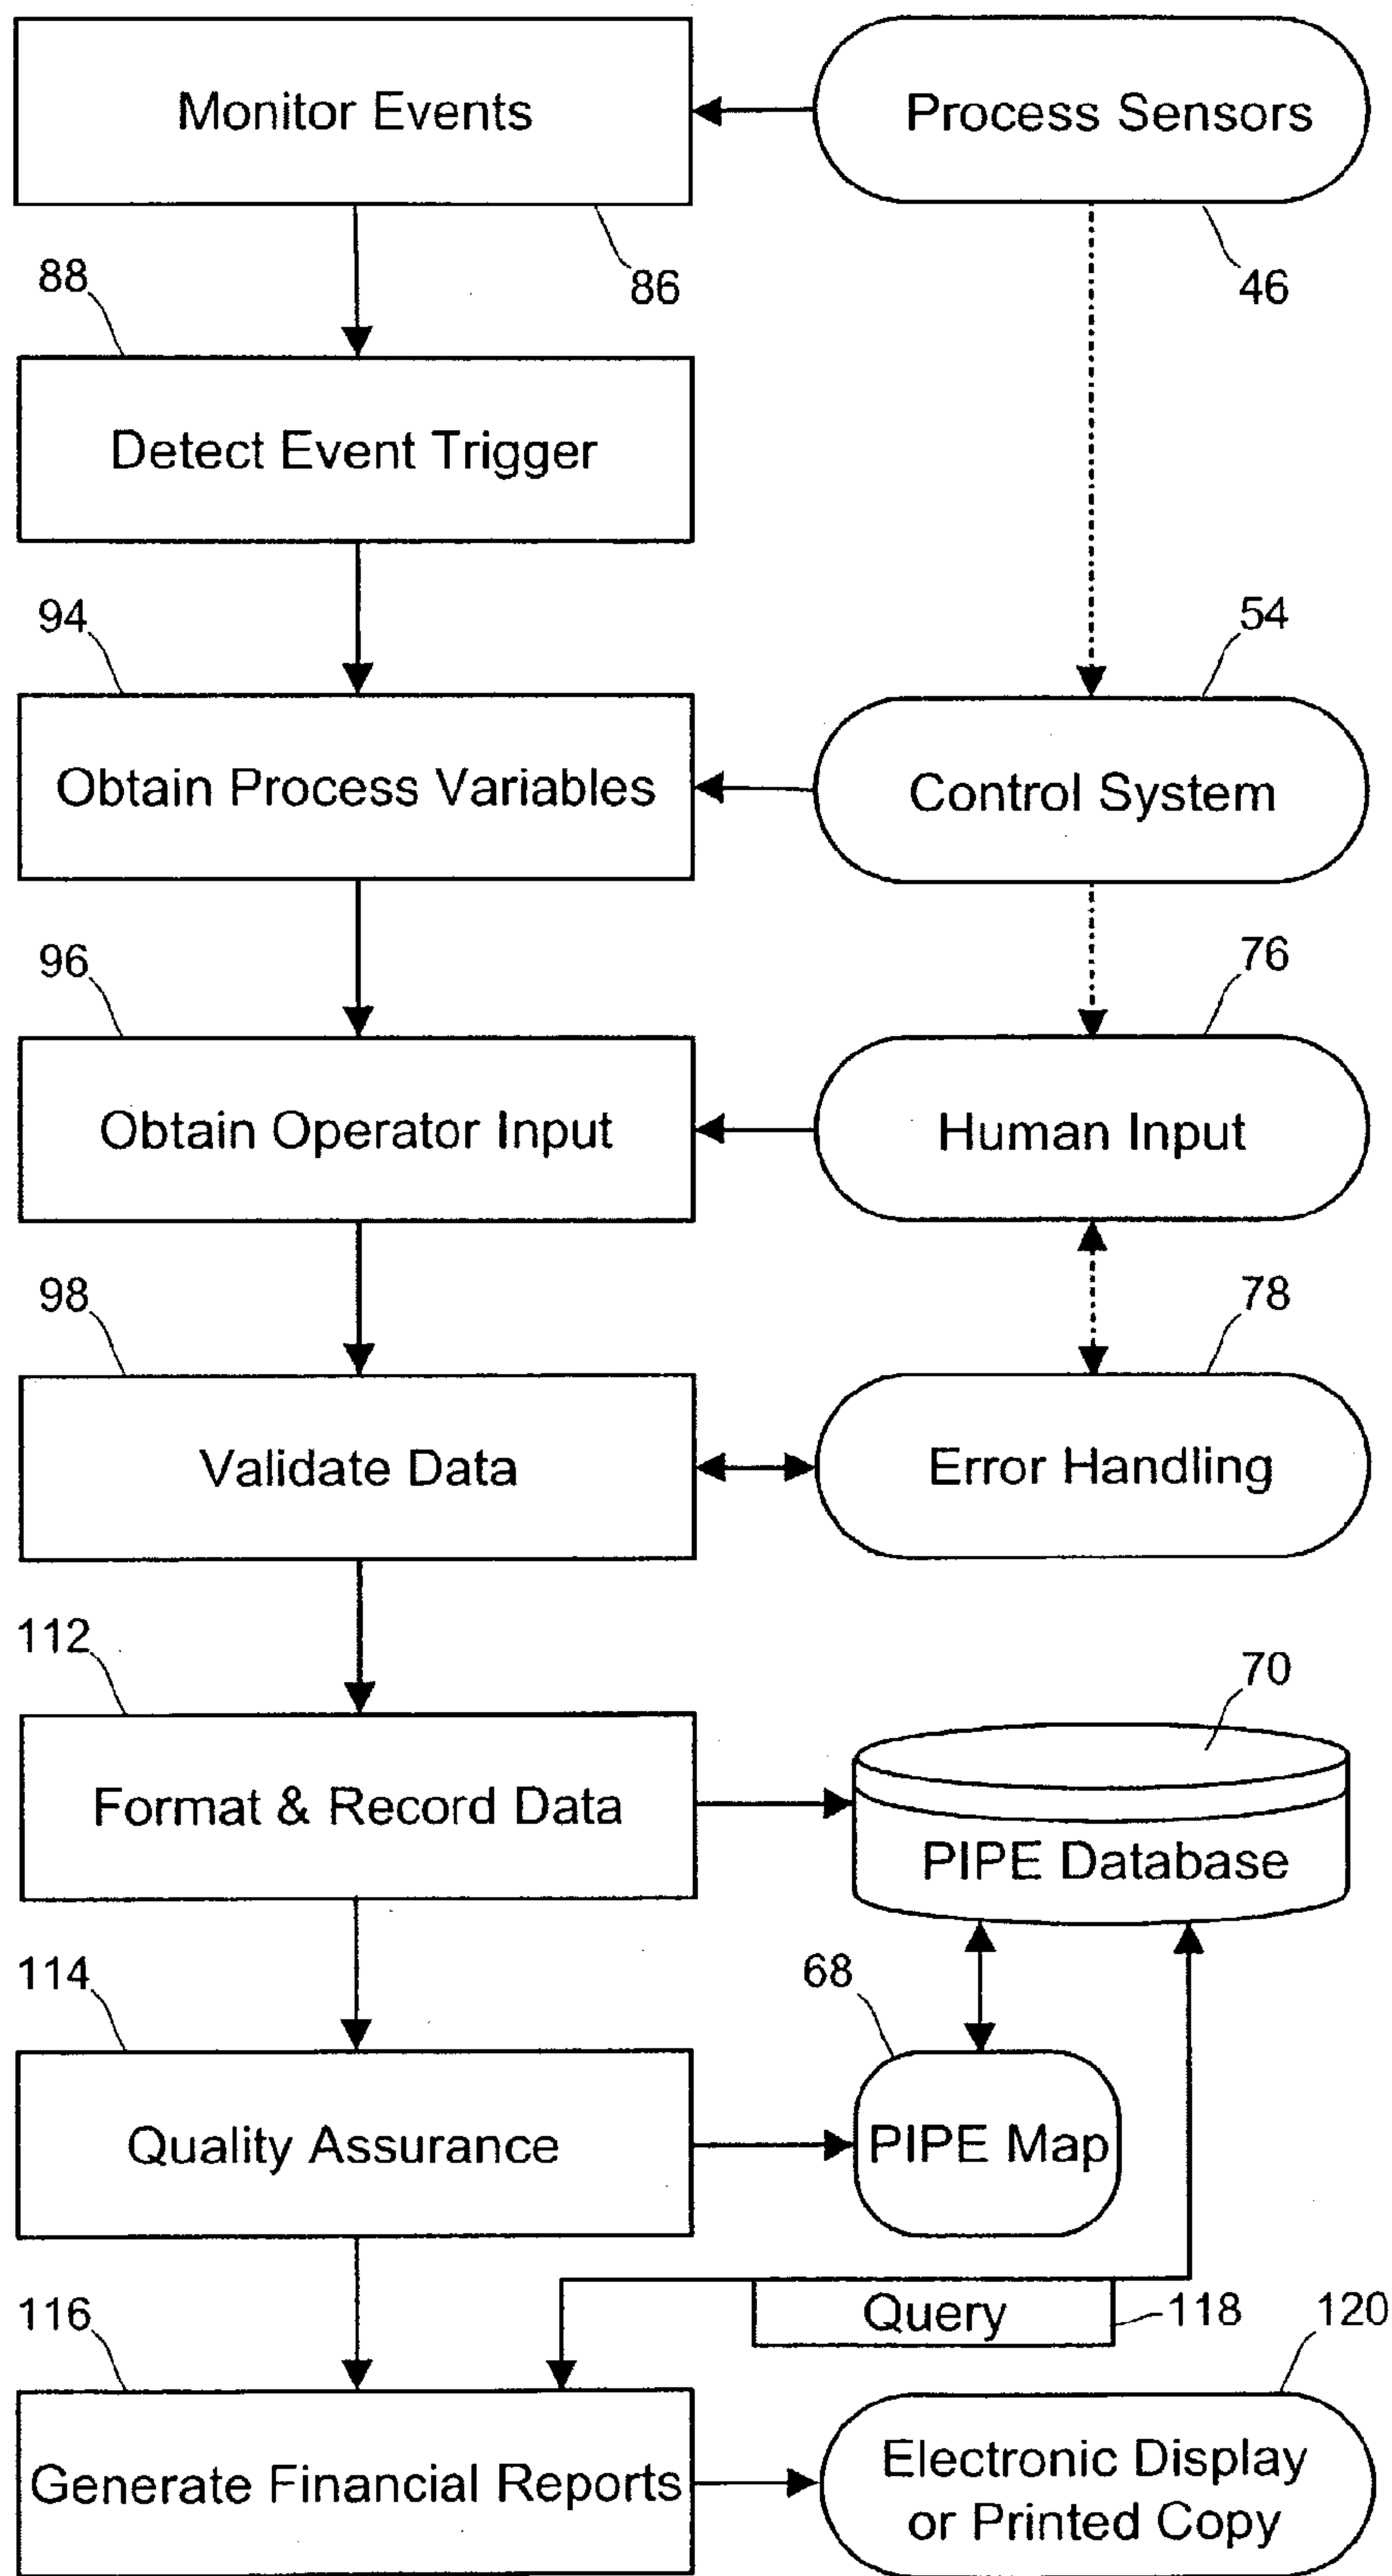 Monitor Events
Process Sensors
86
46
88
Detect Event Trigger
94
54
Obtain Process Variables
Control System
96
76
Obtain Operator Input
Human Input
98
78
Validate Data
Error Handling
112
70
Format & Record Data
PIPE Database
114
68
Quality Assurance
PIPE Map
116
Query
118
120
Generate Financial Reports
Electronic Display
or Printed Copy